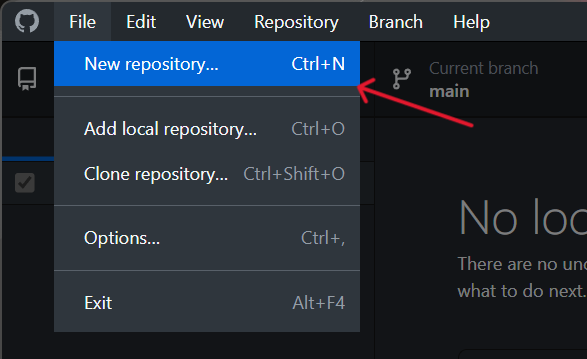 File Edit View Repository Branch Help
New repository... Ctrl+N
Current branch
main
Add local repository... Ctrl+O
Clone repository... Ctrl+Shift+O
Options... Ctrl+,
Exit Alt+F4
No loc
There are no unc
what to do next.